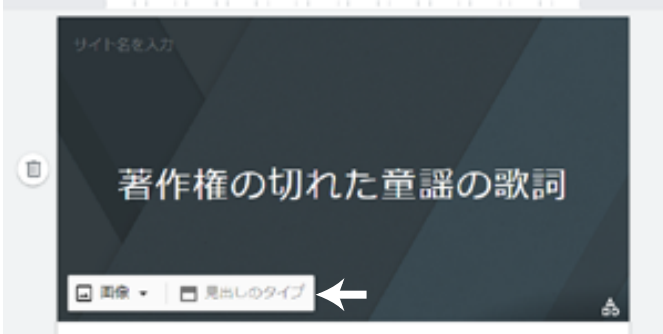 サイト名を入力
著作権の切れた童謡の歌詞
画像
見出しのタイプ